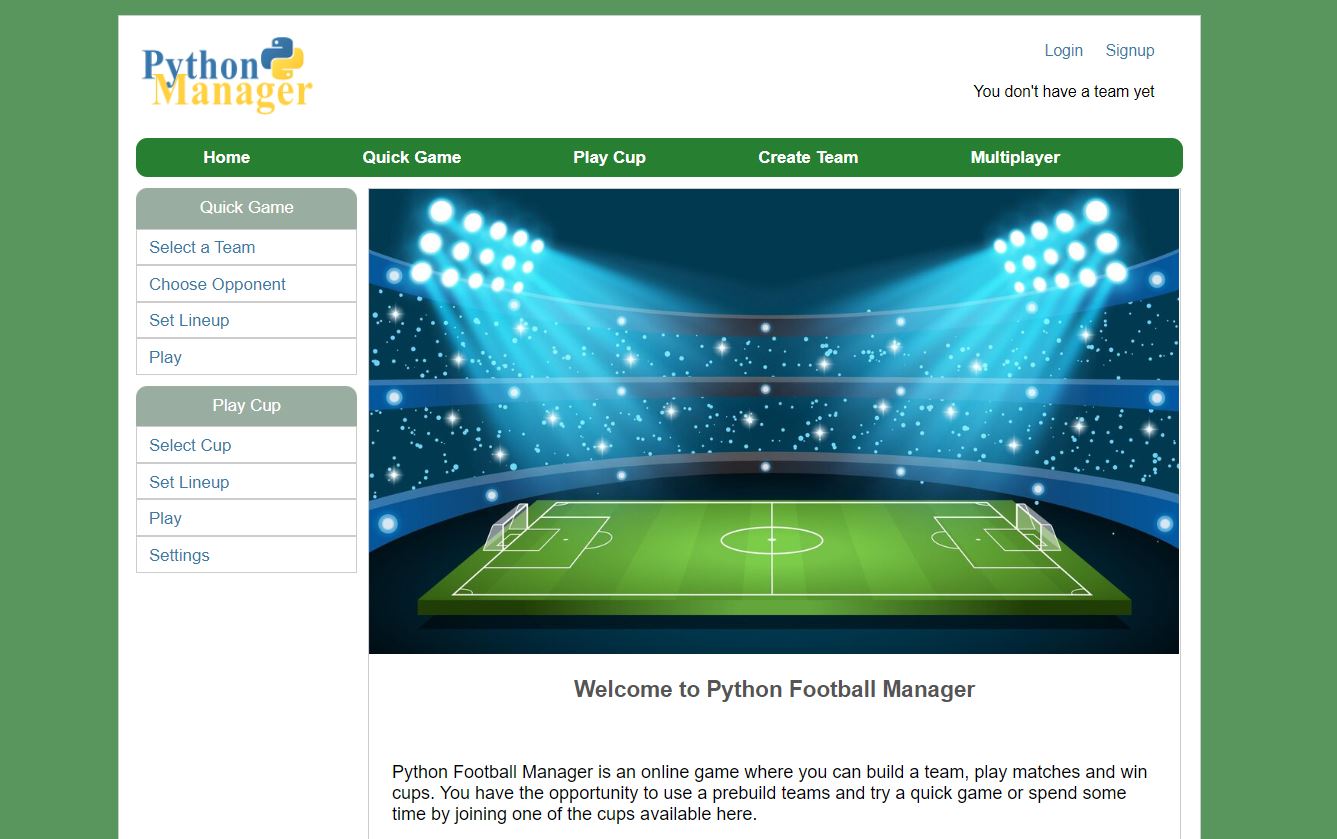 Python
Manager
Login Signup
You don't have a team yet
Home Quick Game Play Cup Create Team Multiplayer
Quick Game
Select a Team
Choose Opponent
Set Lineup
Play
Play Cup
Select Cup
Set Lineup
Play
Settings
Welcome to Python Football Manager
Python Football Manager is an online game where you can build a team, play matches and win
cups. You have the opportunity to use a prebuild teams and try a quick game or spend some
time by joining one of the cups available here.